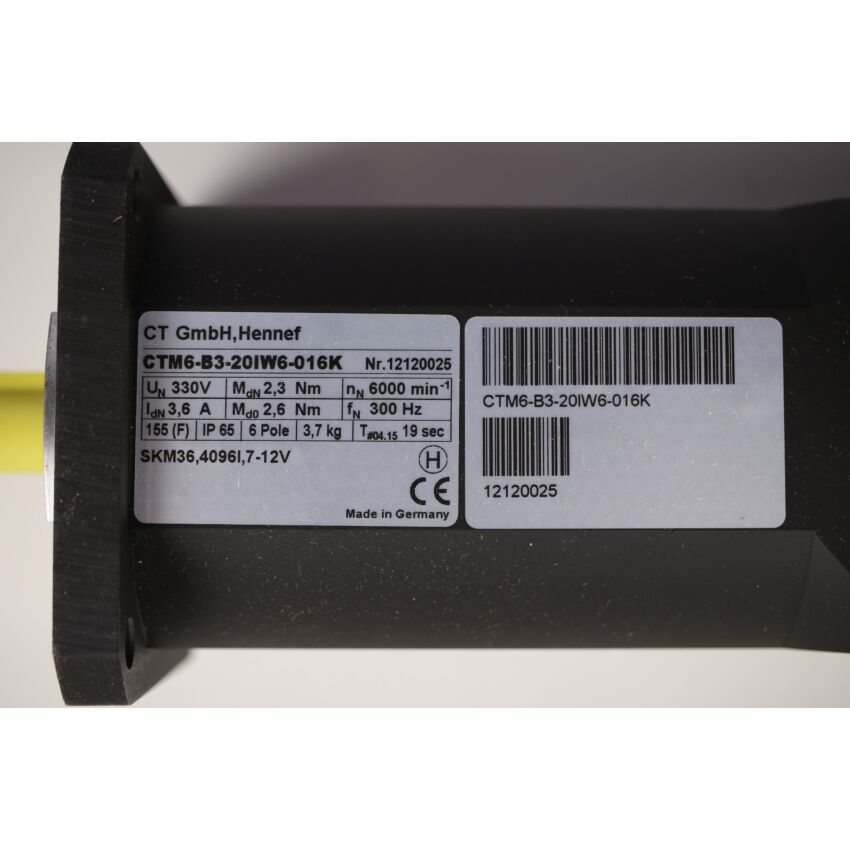 CT GmbH,Hennef
CTM6-B3-20IW6-016K Nr.12120025
UN 330V MdN 2,3 Nm nN 6000 min-1
IdN 3,6 A Md0 2,6 Nm fN 300 Hz
155 (F) IP 65 6 Pole 3,7 kg T#04.15 19 sec
SKM36,4096I,7-12V
H
CE
Made in Germany
CTM6-B3-20IW6-016K
12120025